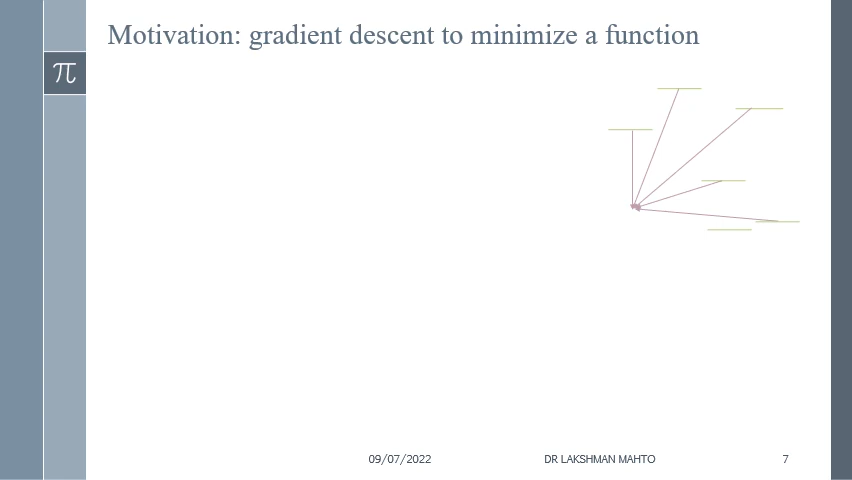 Motivation: gradient descent to minimize a function
π
09/07/2022
DR LAKSHMAN MAHTO
7